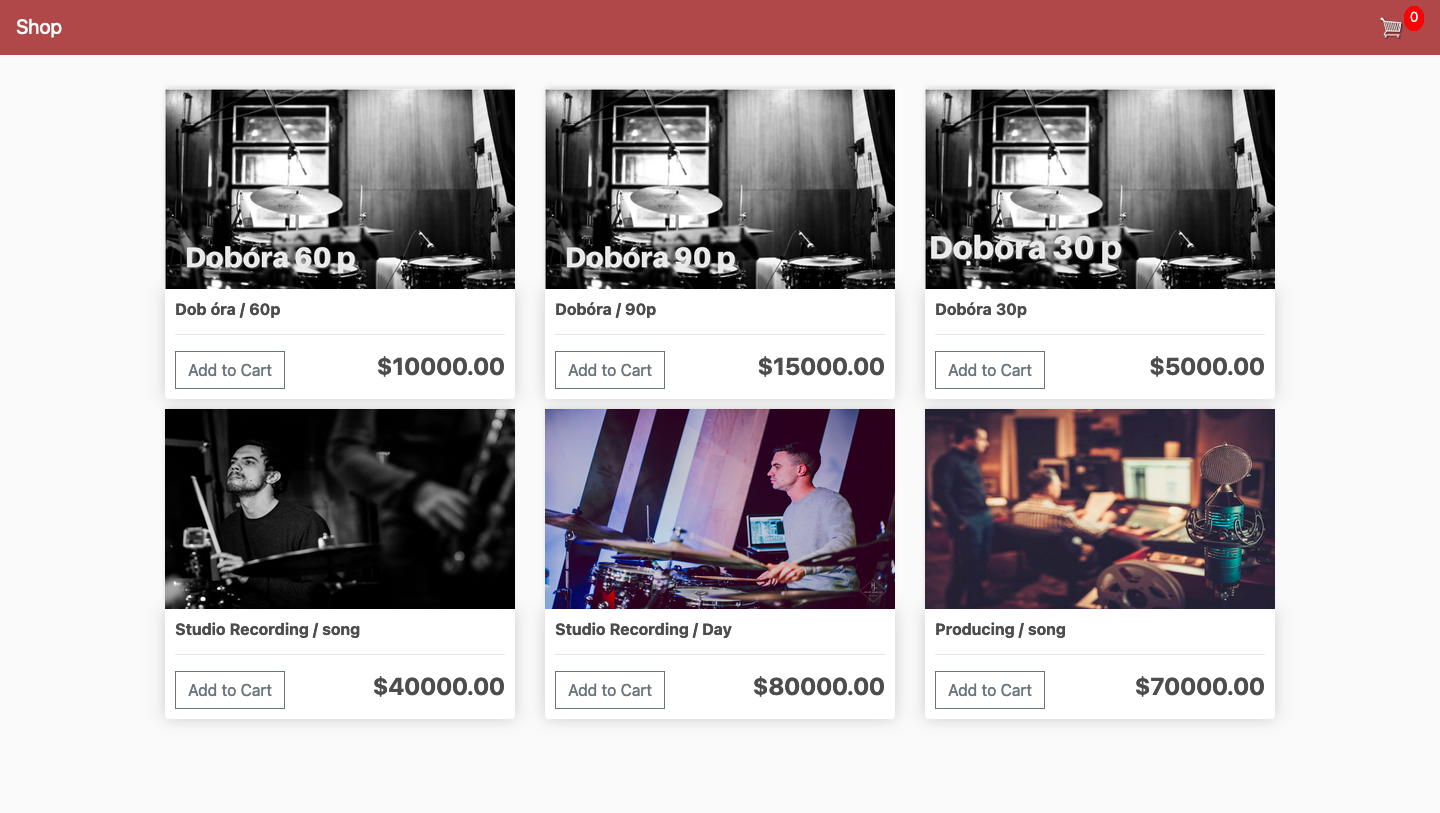 Shop
0
Dobóra 60 p
Dobóra 90 p
Dobóra 30 p
Dob óra / 60p
Dobóra / 90p
Dobóra 30p
Add to Cart
$10000.00
Add to Cart
$15000.00
Add to Cart
$5000.00
Studio Recording / song
Studio Recording / Day
Producing / song
Add to Cart
$40000.00
Add to Cart
$80000.00
Add to Cart
$70000.00